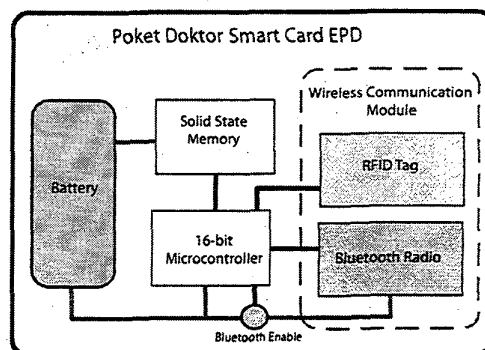 Poket Doktor Smart Card EPD
Wireless Communication
Module
Solid State
Memory
RFID Tag
Battery
16-bit
Microcontroller
Bluetooth Radio
Bluetooth Enable